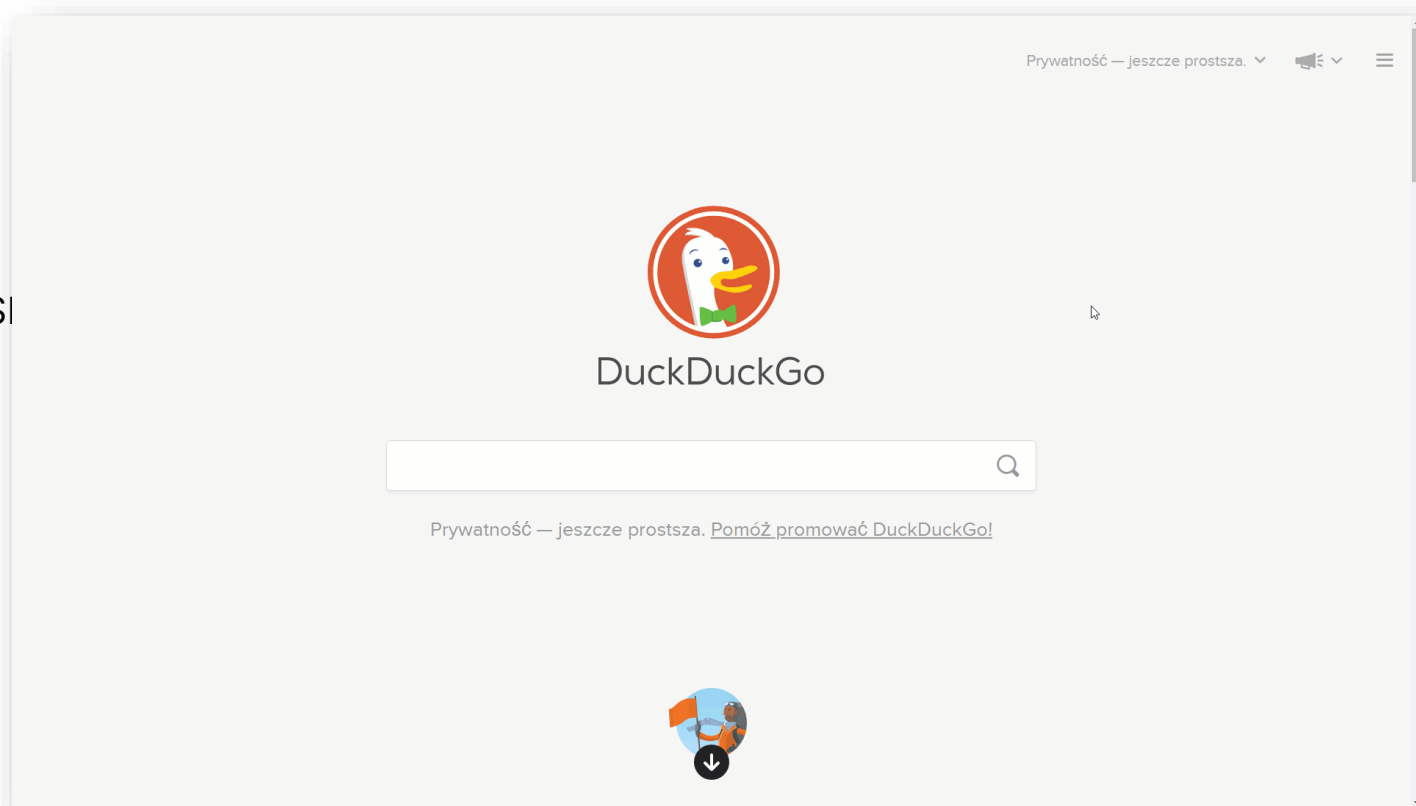 Prywatność — jeszcze prostsza.
DuckDuckGo
Prywatność — jeszcze prostsza. Pomóż promować DuckDuckGo!